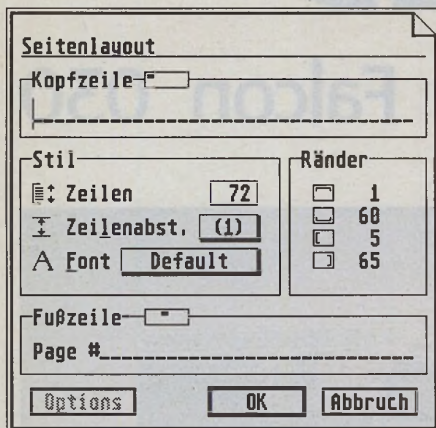 Seitenlayout
Kopfzeile
Stil
Zeilen 72
Zeilenabst. (1)
Font Default
Ränder
1
60
5
65
Fußzeile
Page #
Options OK Abbruch